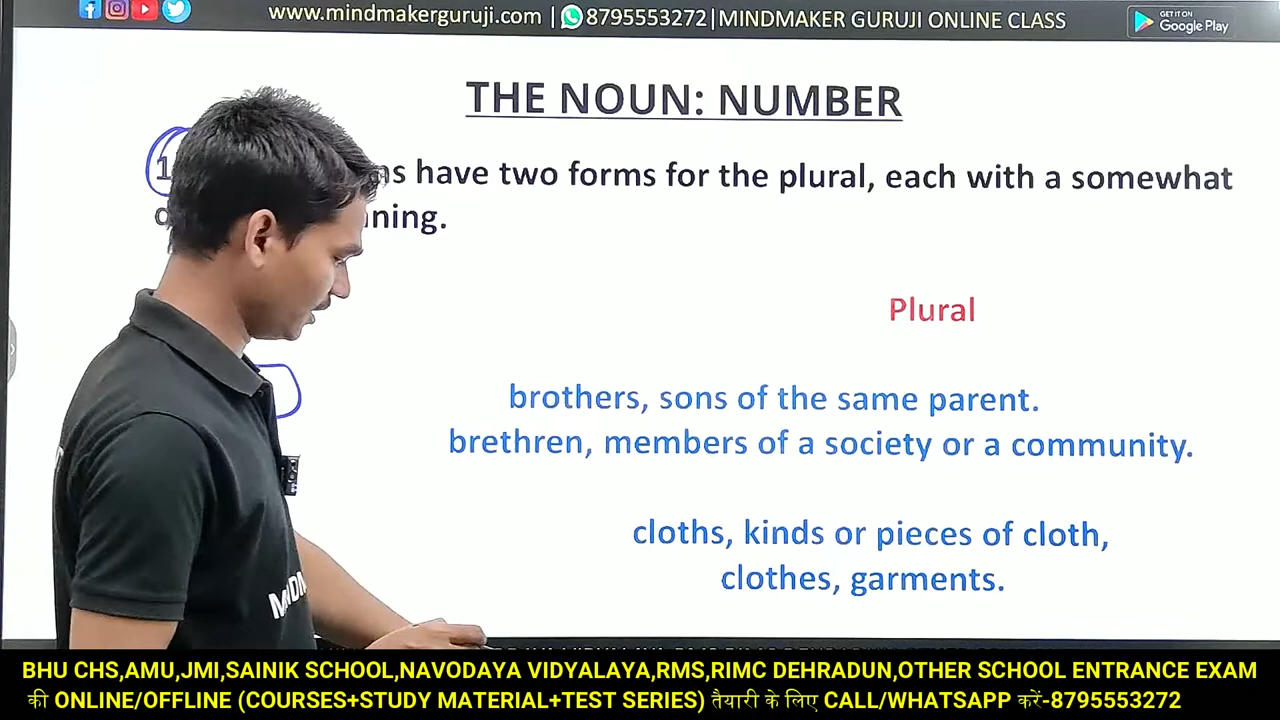 www.mindmakerguruji.com | 8795553272|MINDMAKER GURUJI ONLINE CLASS
GET IT ON
Google Play
THE NOUN: NUMBER
have two forms for the plural, each with a somewhat
Plural
brothers, sons of the same parent.
brethren, members of a society or a community.
cloths, kinds or pieces of cloth,
clothes, garments.
BHU CHS,AMU,JMI,SAINIK SCHOOL,NAVODAYA VIDYALAYA,RMS,RIMC DEHRADUN,OTHER SCHOOL ENTRANCE EXAM
की ONLINE/OFFLINE (COURSES+STUDY MATERIAL+TEST SERIES) तैयारी के लिए CALL/WHATSAPP करें-8795553272